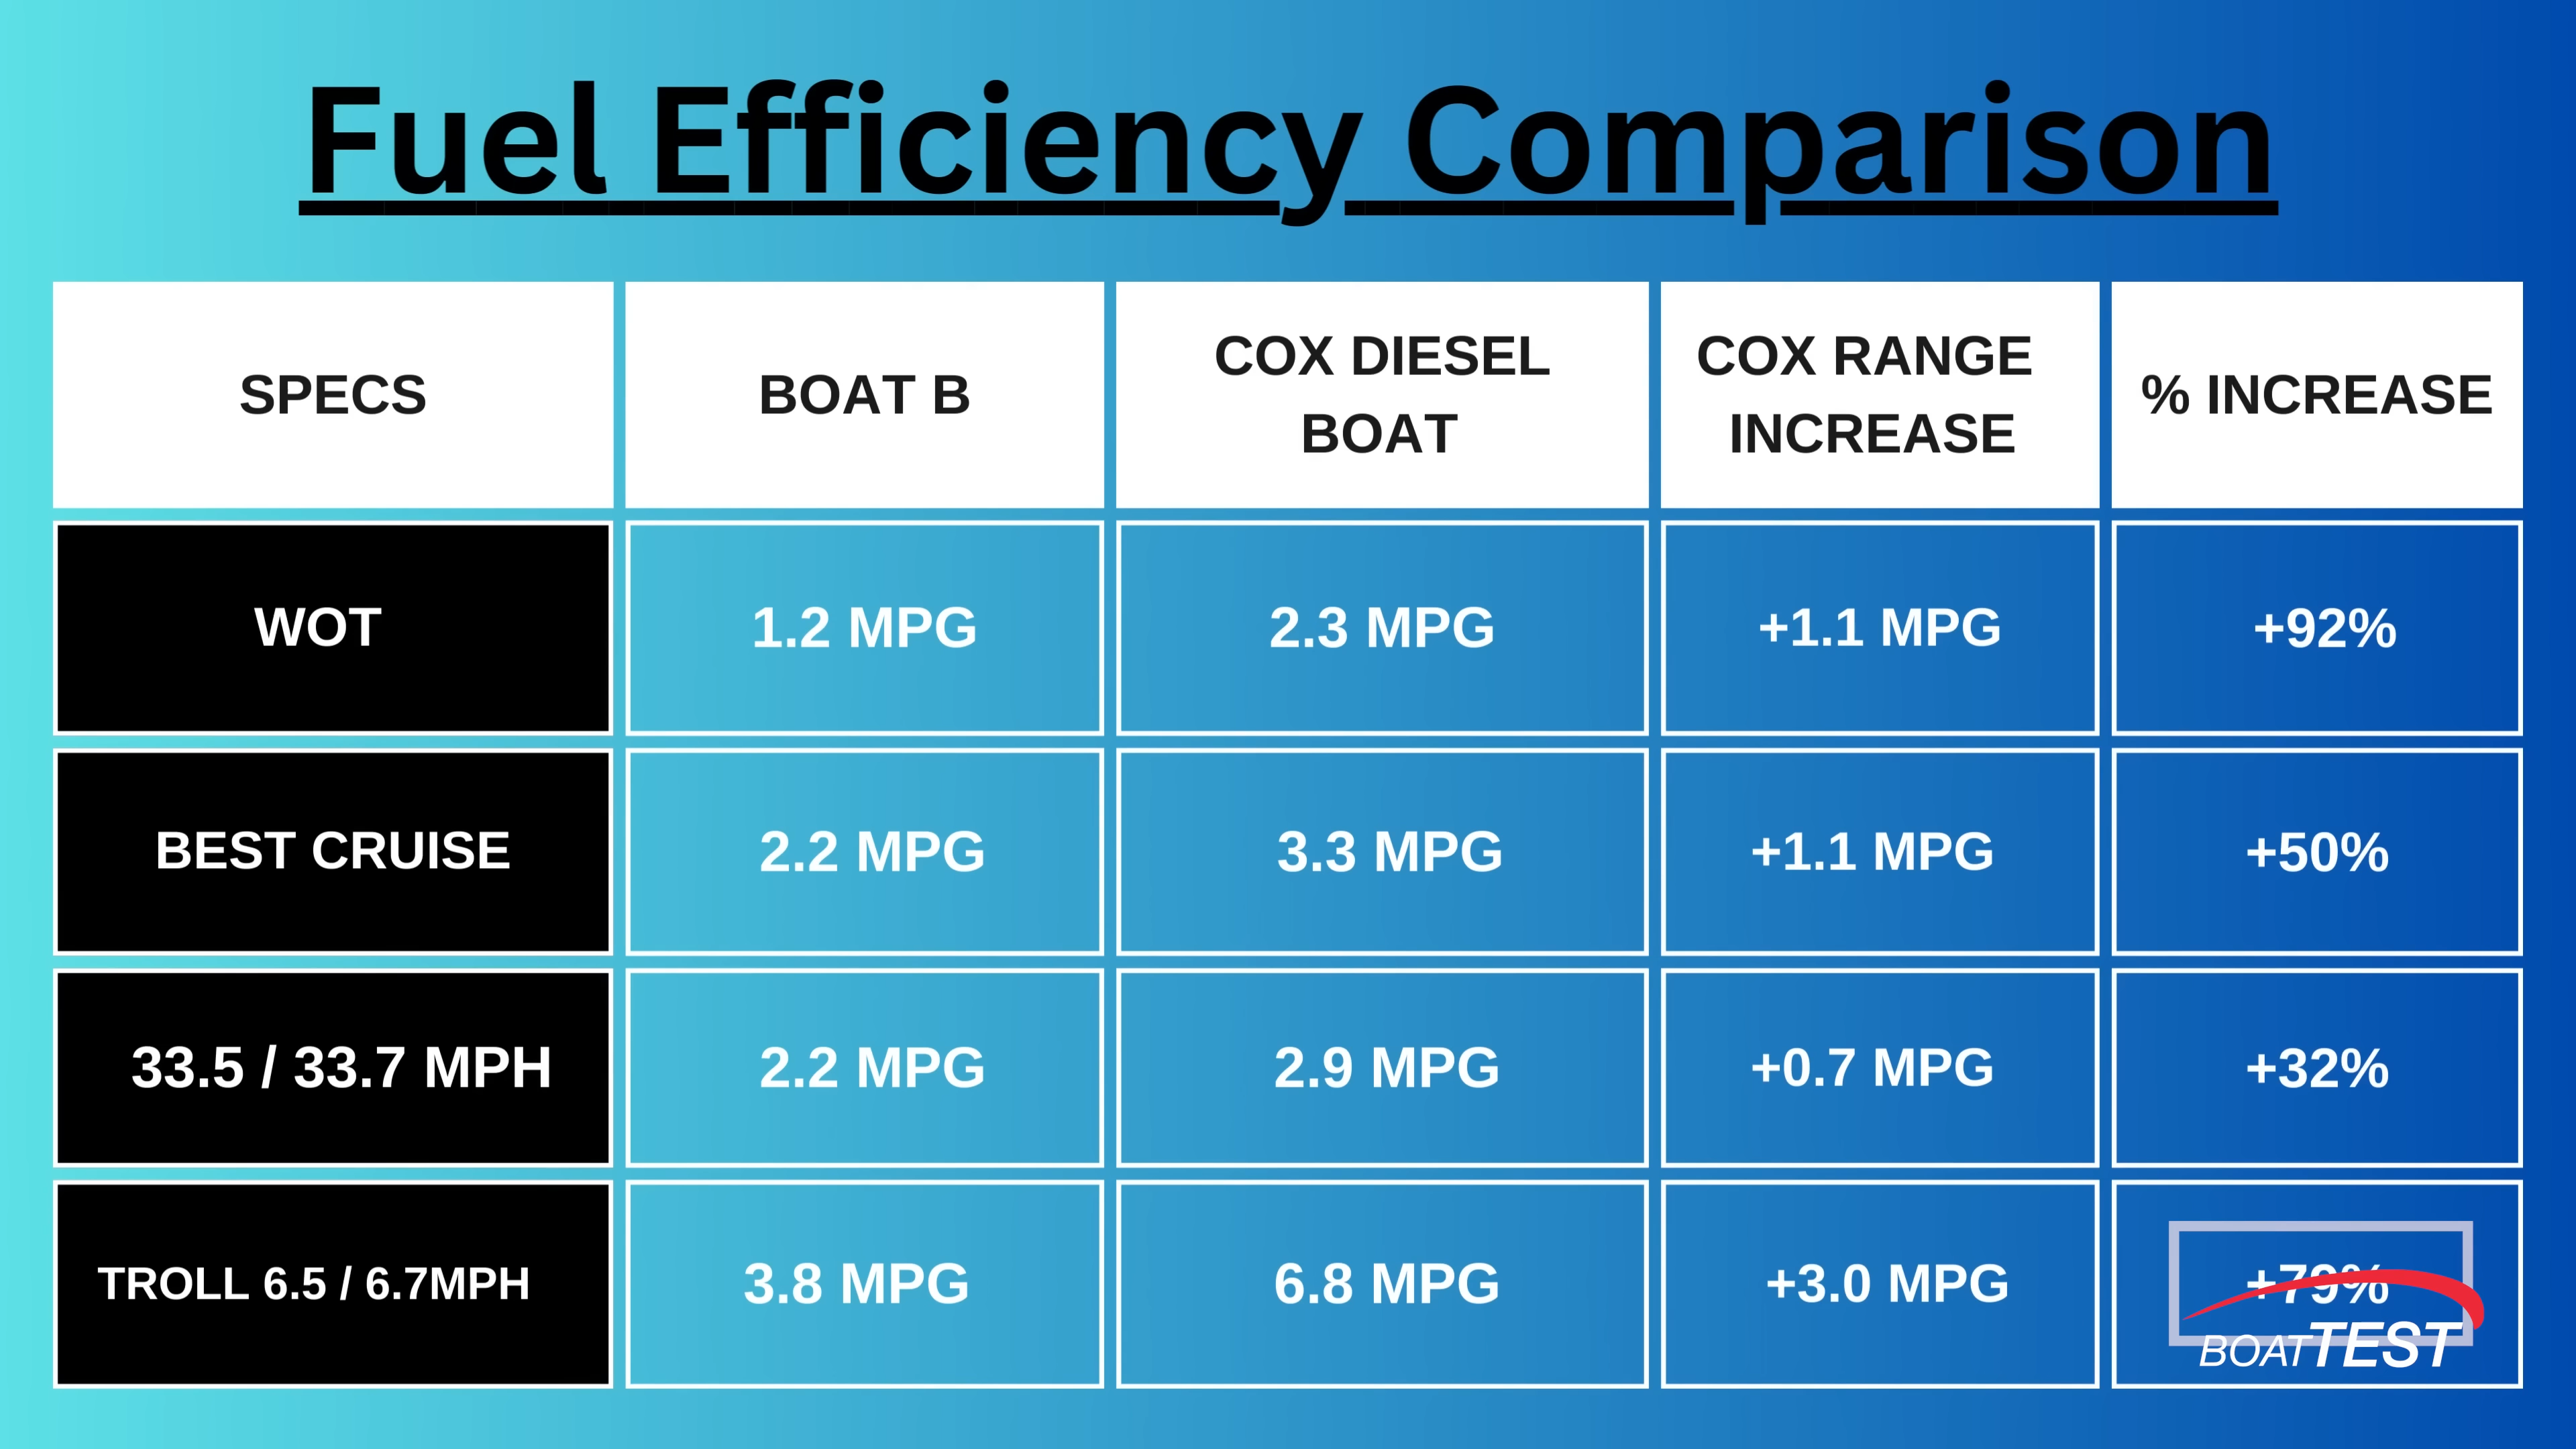 Fuel Efficiency Comparison
SPECS
BOAT B
COX DIESEL
BOAT
COX RANGE
INCREASE
% INCREASE
WOT
1.2 MPG
2.3 MPG
+1.1 MPG
+92%
BEST CRUISE
2.2 MPG
3.3 MPG
+1.1 MPG
+50%
33.5 / 33.7 MPH
2.2 MPG
2.9 MPG
+0.7 MPG
+32%
TROLL 6.5 / 6.7MPH
3.8 MPG
6.8 MPG
+3.0 MPG
+79%
BOATTEST